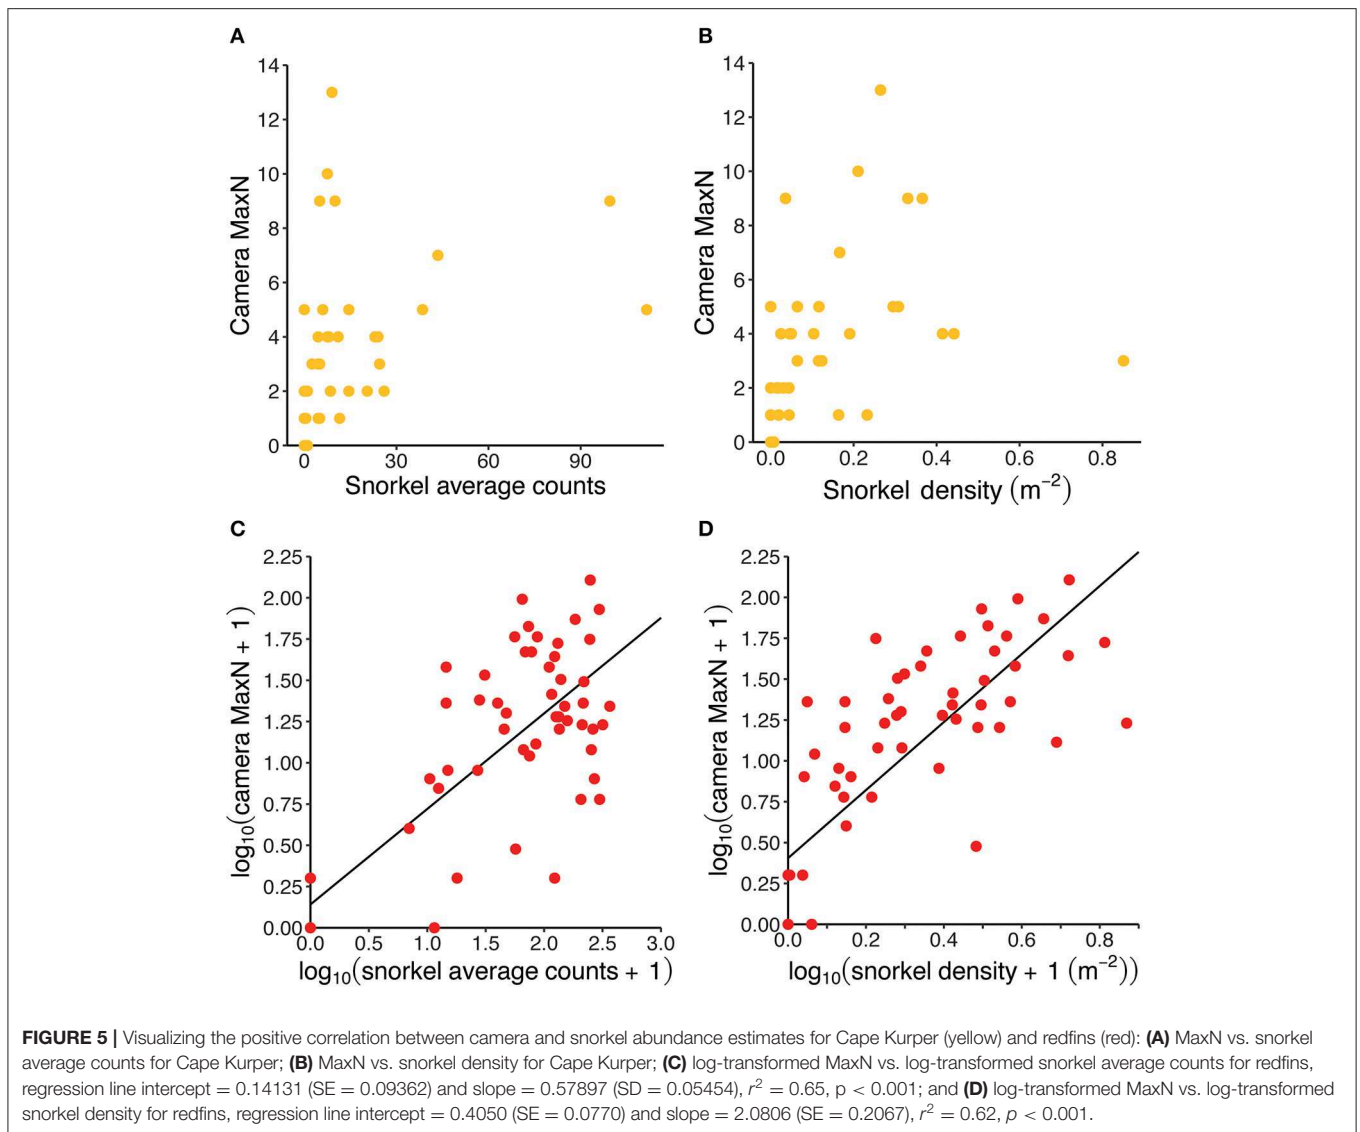 A
14
12
10
8
6
4
2
0
Camera MaxN
0 30 60 90
Snorkel average counts
B
14
12
10
8
6
4
2
0
Camera MaxN
0.0 0.2 0.4 0.6 0.8
Snorkel density (m⁻²)
C
2.25
2.00
1.75
1.50
1.25
1.00
0.75
0.50
0.25
0.00
log₁₀(camera MaxN + 1)
0.0 0.5 1.0 1.5 2.0 2.5 3.0
log₁₀(snorkel average counts + 1)
D
2.25
2.00
1.75
1.50
1.25
1.00
0.75
0.50
0.25
0.00
log₁₀(camera MaxN + 1)
0.0 0.2 0.4 0.6 0.8
log₁₀(snorkel density + 1 (m⁻²))
FIGURE 5 | Visualizing the positive correlation between camera and snorkel abundance estimates for Cape Kurper (yellow) and redfins (red): (A) MaxN vs. snorkel
average counts for Cape Kurper; (B) MaxN vs. snorkel density for Cape Kurper; (C) log-transformed MaxN vs. log-transformed snorkel average counts for redfins,
regression line intercept = 0.14131 (SE = 0.09362) and slope = 0.57897 (SD = 0.05454), r² = 0.65, p < 0.001; and (D) log-transformed MaxN vs. log-transformed
snorkel density for redfins, regression line intercept = 0.4050 (SE = 0.0770) and slope = 2.0806 (SE = 0.2067), r² = 0.62, p < 0.001.